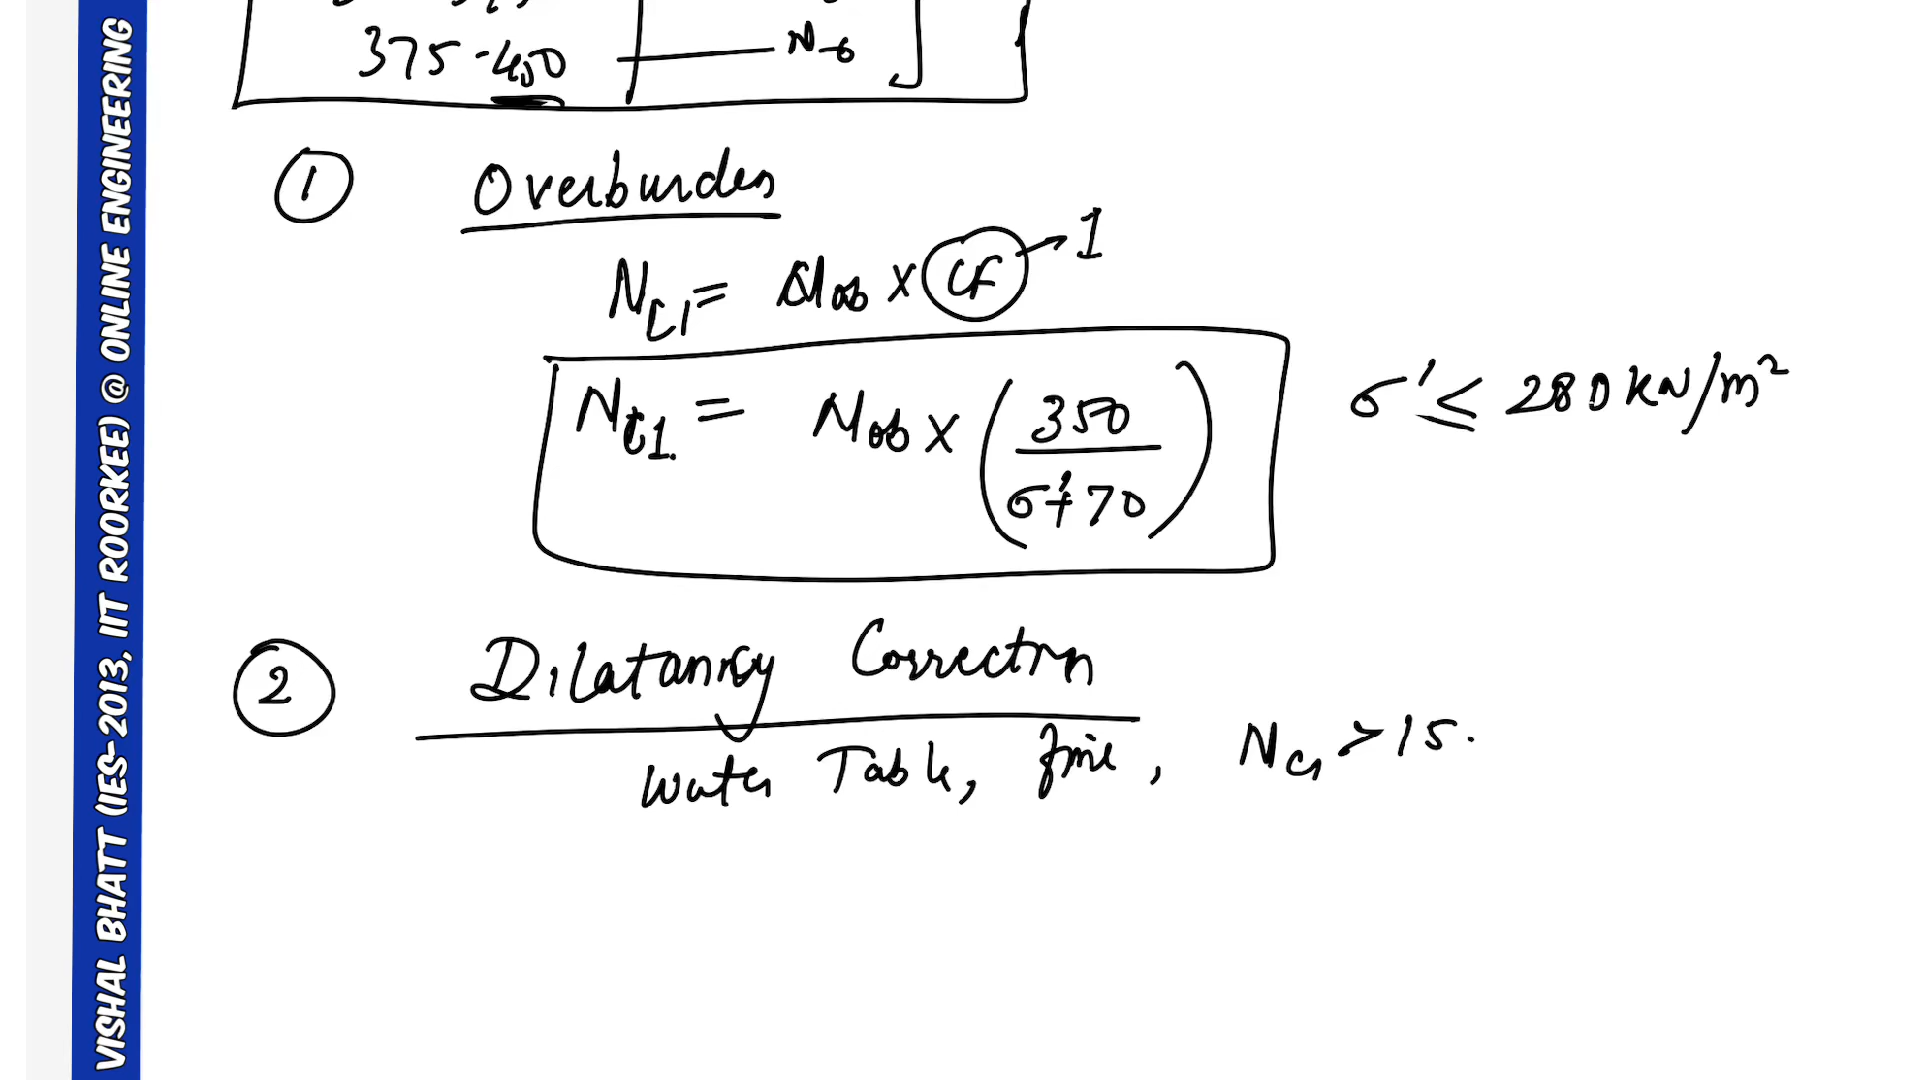 VISHAL BHATT (IES-2013, IIT ROORKEE) @ ONLINE ENGINEERING
375-450 N-6
① Overburden
NC1 = Nob × CF → 1
NC1 = Nob × (350 / σ'+70) σ' ≤ 280 kN/m²
② Dilatancy Correction
Water Table, fine, NC1 > 15.